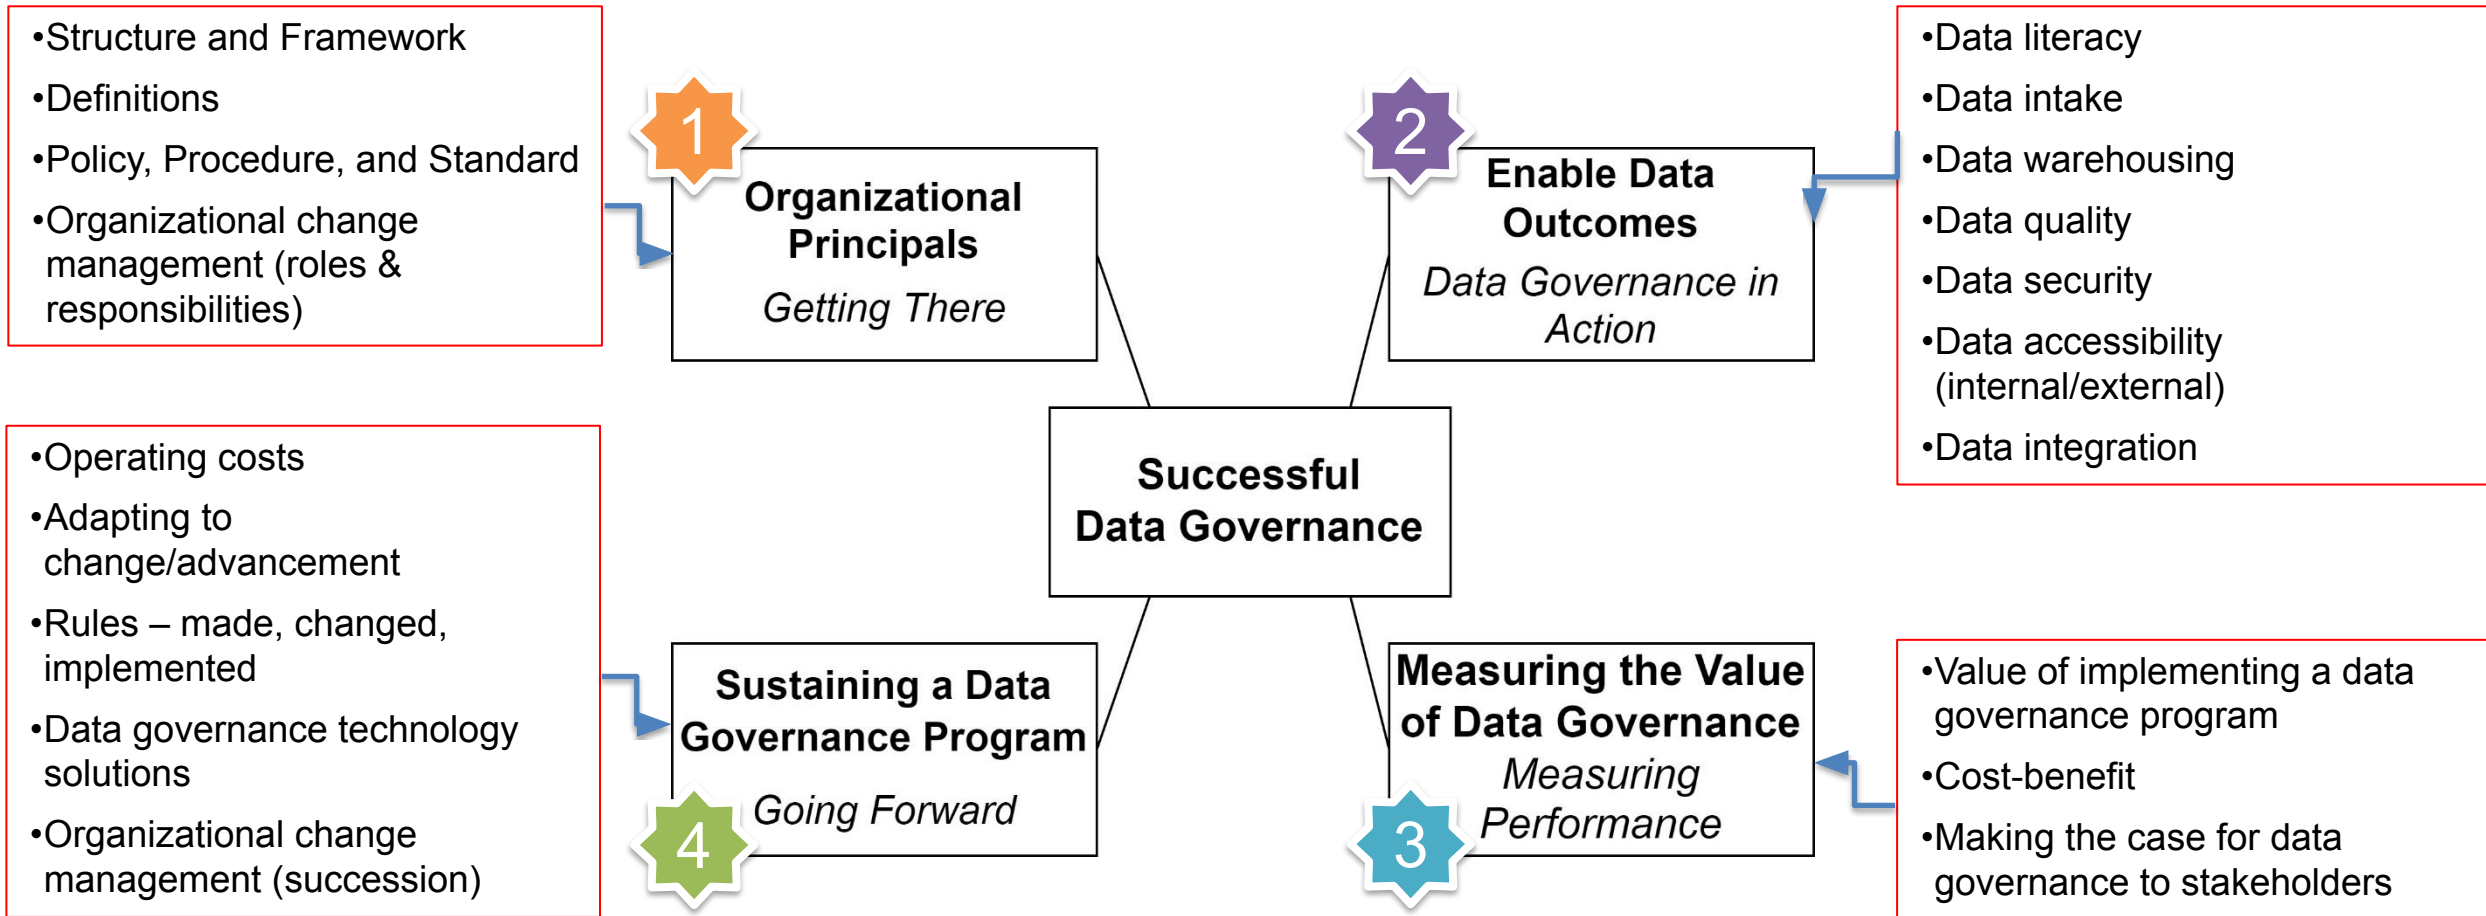 •Structure and Framework
•Definitions
•Policy, Procedure, and Standard
•Organizational change
management (roles &
responsibilities)
1
Organizational
Principals
Getting There
2
Enable Data
Outcomes
Data Governance in
Action
•Data literacy
•Data intake
•Data warehousing
•Data quality
•Data security
•Data accessibility
(internal/external)
•Data integration
Successful
Data Governance
•Operating costs
•Adapting to
change/advancement
•Rules – made, changed,
implemented
•Data governance technology
solutions
•Organizational change
management (succession)
Sustaining a Data
Governance Program
Going Forward
4
Measuring the Value
of Data Governance
Measuring
Performance
3
•Value of implementing a data
governance program
•Cost-benefit
•Making the case for data
governance to stakeholders